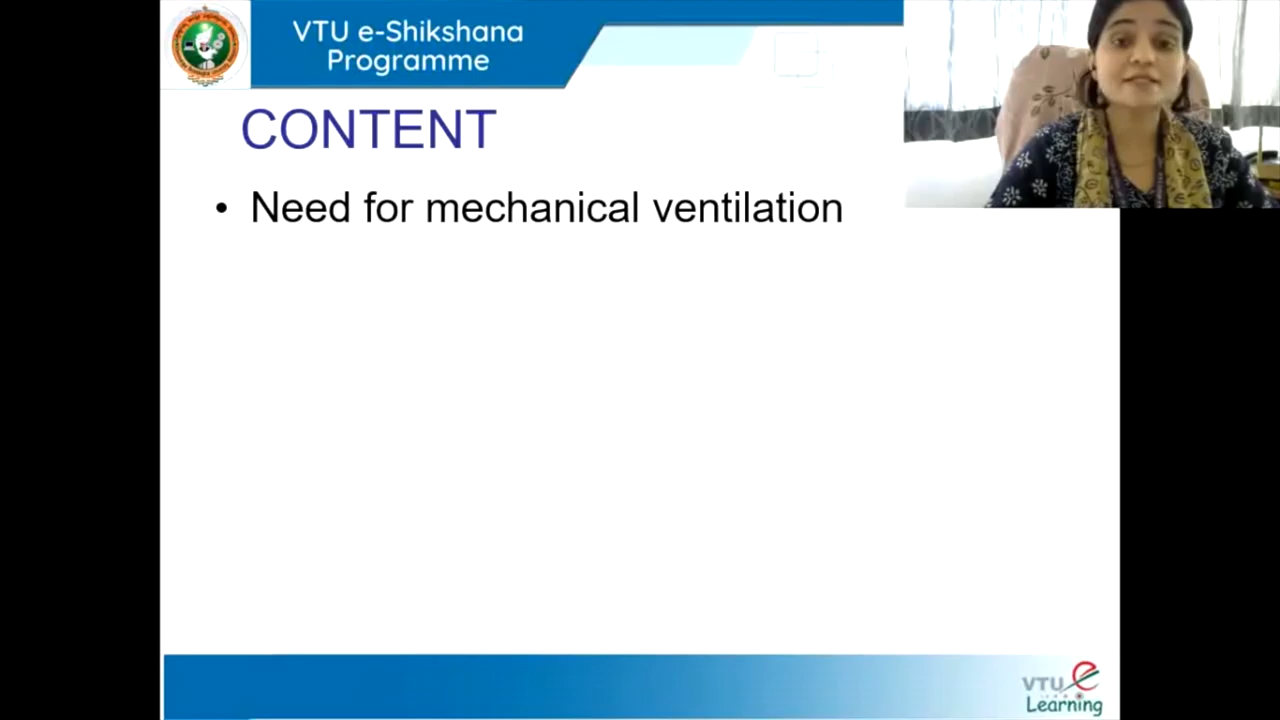 VTU e-Shikshana
Programme
CONTENT
• Need for mechanical ventilation
VTU e
Learning